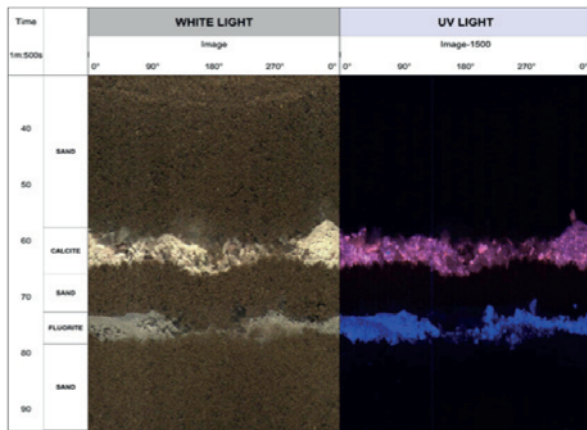 Time WHITE LIGHT UV LIGHT
1m:500s Image Image-1500
0° 90° 180° 270° 0° 0° 90° 180° 270° 0°
40
SAND
50
60
CALCITE
70
SAND
FLUORITE
80
SAND
90